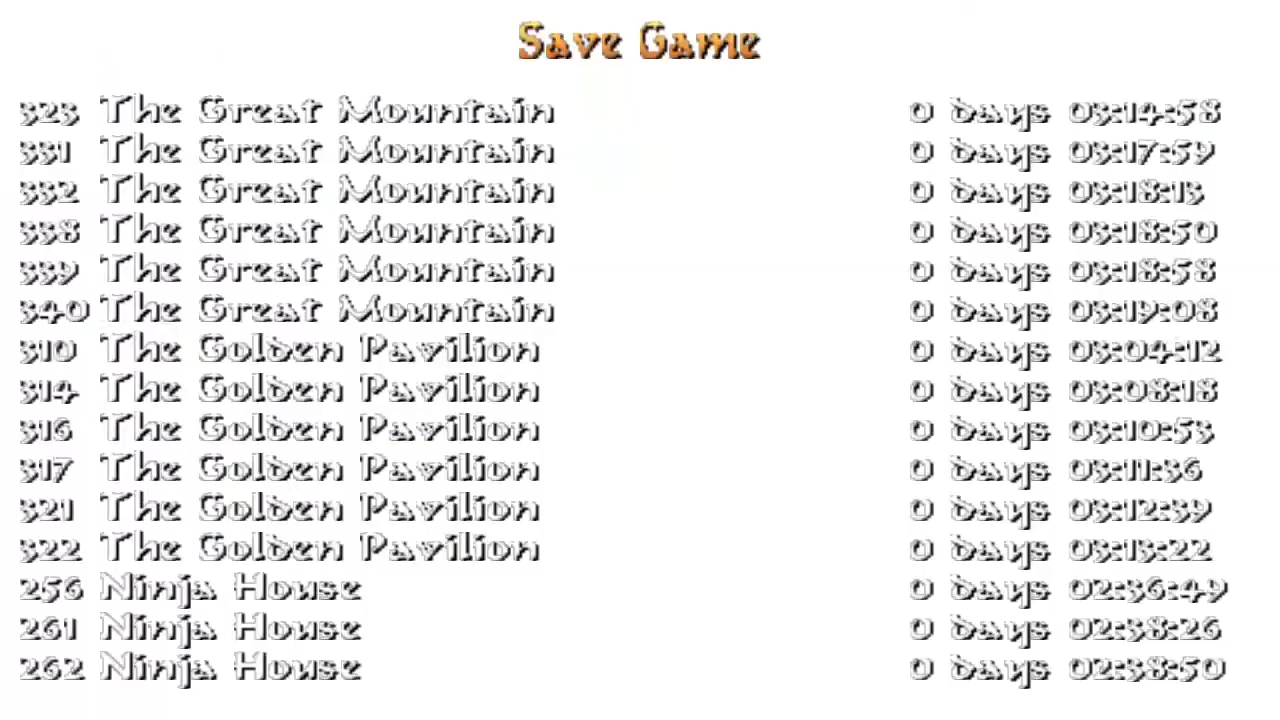 Save Game
323 The Great Mountain 0 days 03:14:58
331 The Great Mountain 0 days 03:17:59
332 The Great Mountain 0 days 03:18:13
338 The Great Mountain 0 days 03:18:50
339 The Great Mountain 0 days 03:18:58
340 The Great Mountain 0 days 03:19:08
310 The Golden Pavilion 0 days 03:04:12
314 The Golden Pavilion 0 days 03:08:18
316 The Golden Pavilion 0 days 03:10:53
317 The Golden Pavilion 0 days 03:11:36
321 The Golden Pavilion 0 days 03:12:39
322 The Golden Pavilion 0 days 03:13:22
256 Ninja House 0 days 02:36:49
261 Ninja House 0 days 02:38:26
262 Ninja House 0 days 02:38:50